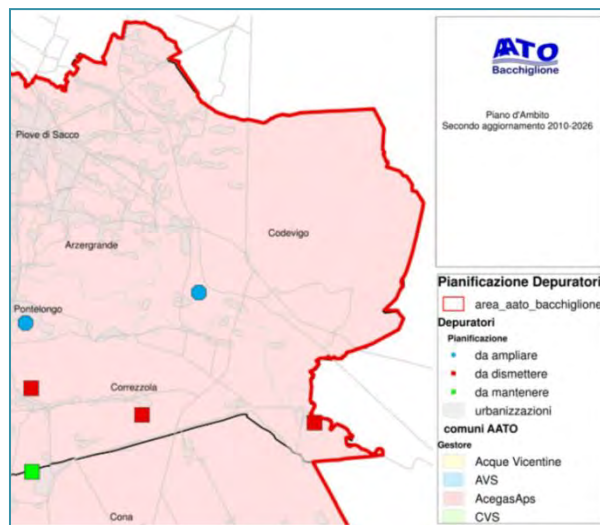 Piove di Sacco
Arzergrande
Codevigo
Pontelongo
Correzzola
Cona
AATO
Bacchiglione
Piano d'Ambito
Secondo aggiornamento 2010-2026
Pianificazione Depuratori
area_aato_bacchiglione
Depuratori
Pianificazione
da ampliare
da dismettere
da mantenere
urbanizzazioni
comuni AATO
Gestore
Acque Vicentine
AVS
AcegasAps
CVS